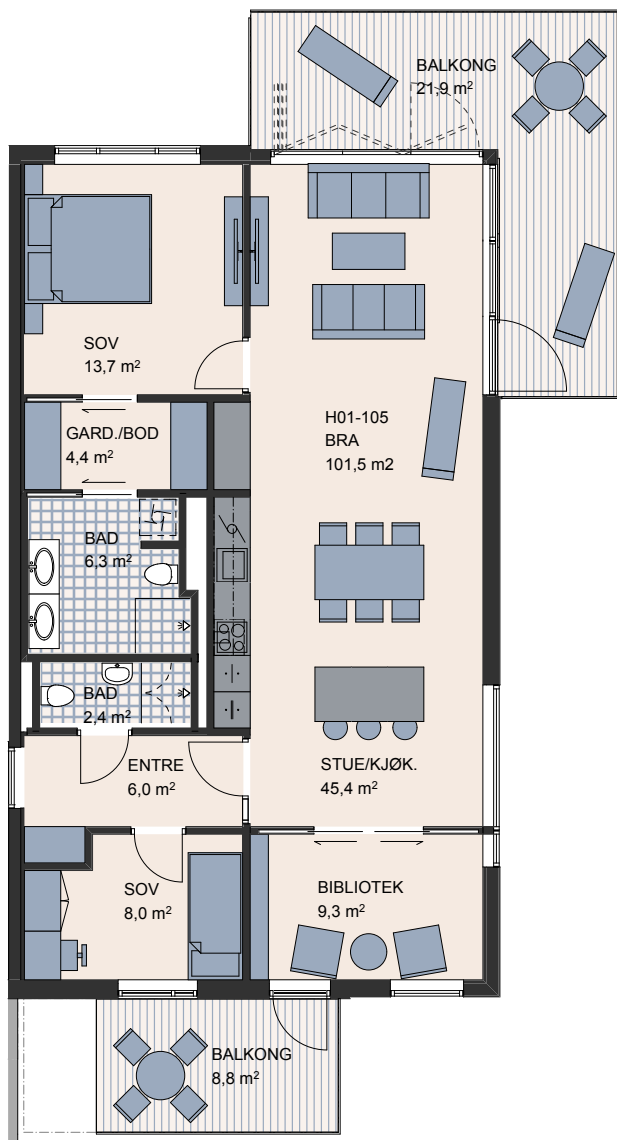 BALKONG
21,9 m²
SOV
13,7 m²
GARD./BOD
4,4 m²
H01-105
BRA
101,5 m2
BAD
6,3 m²
BAD
2,4 m²
ENTRE
6,0 m²
STUE/KJØK.
45,4 m²
SOV
8,0 m²
BIBLIOTEK
9,3 m²
BALKONG
8,8 m²